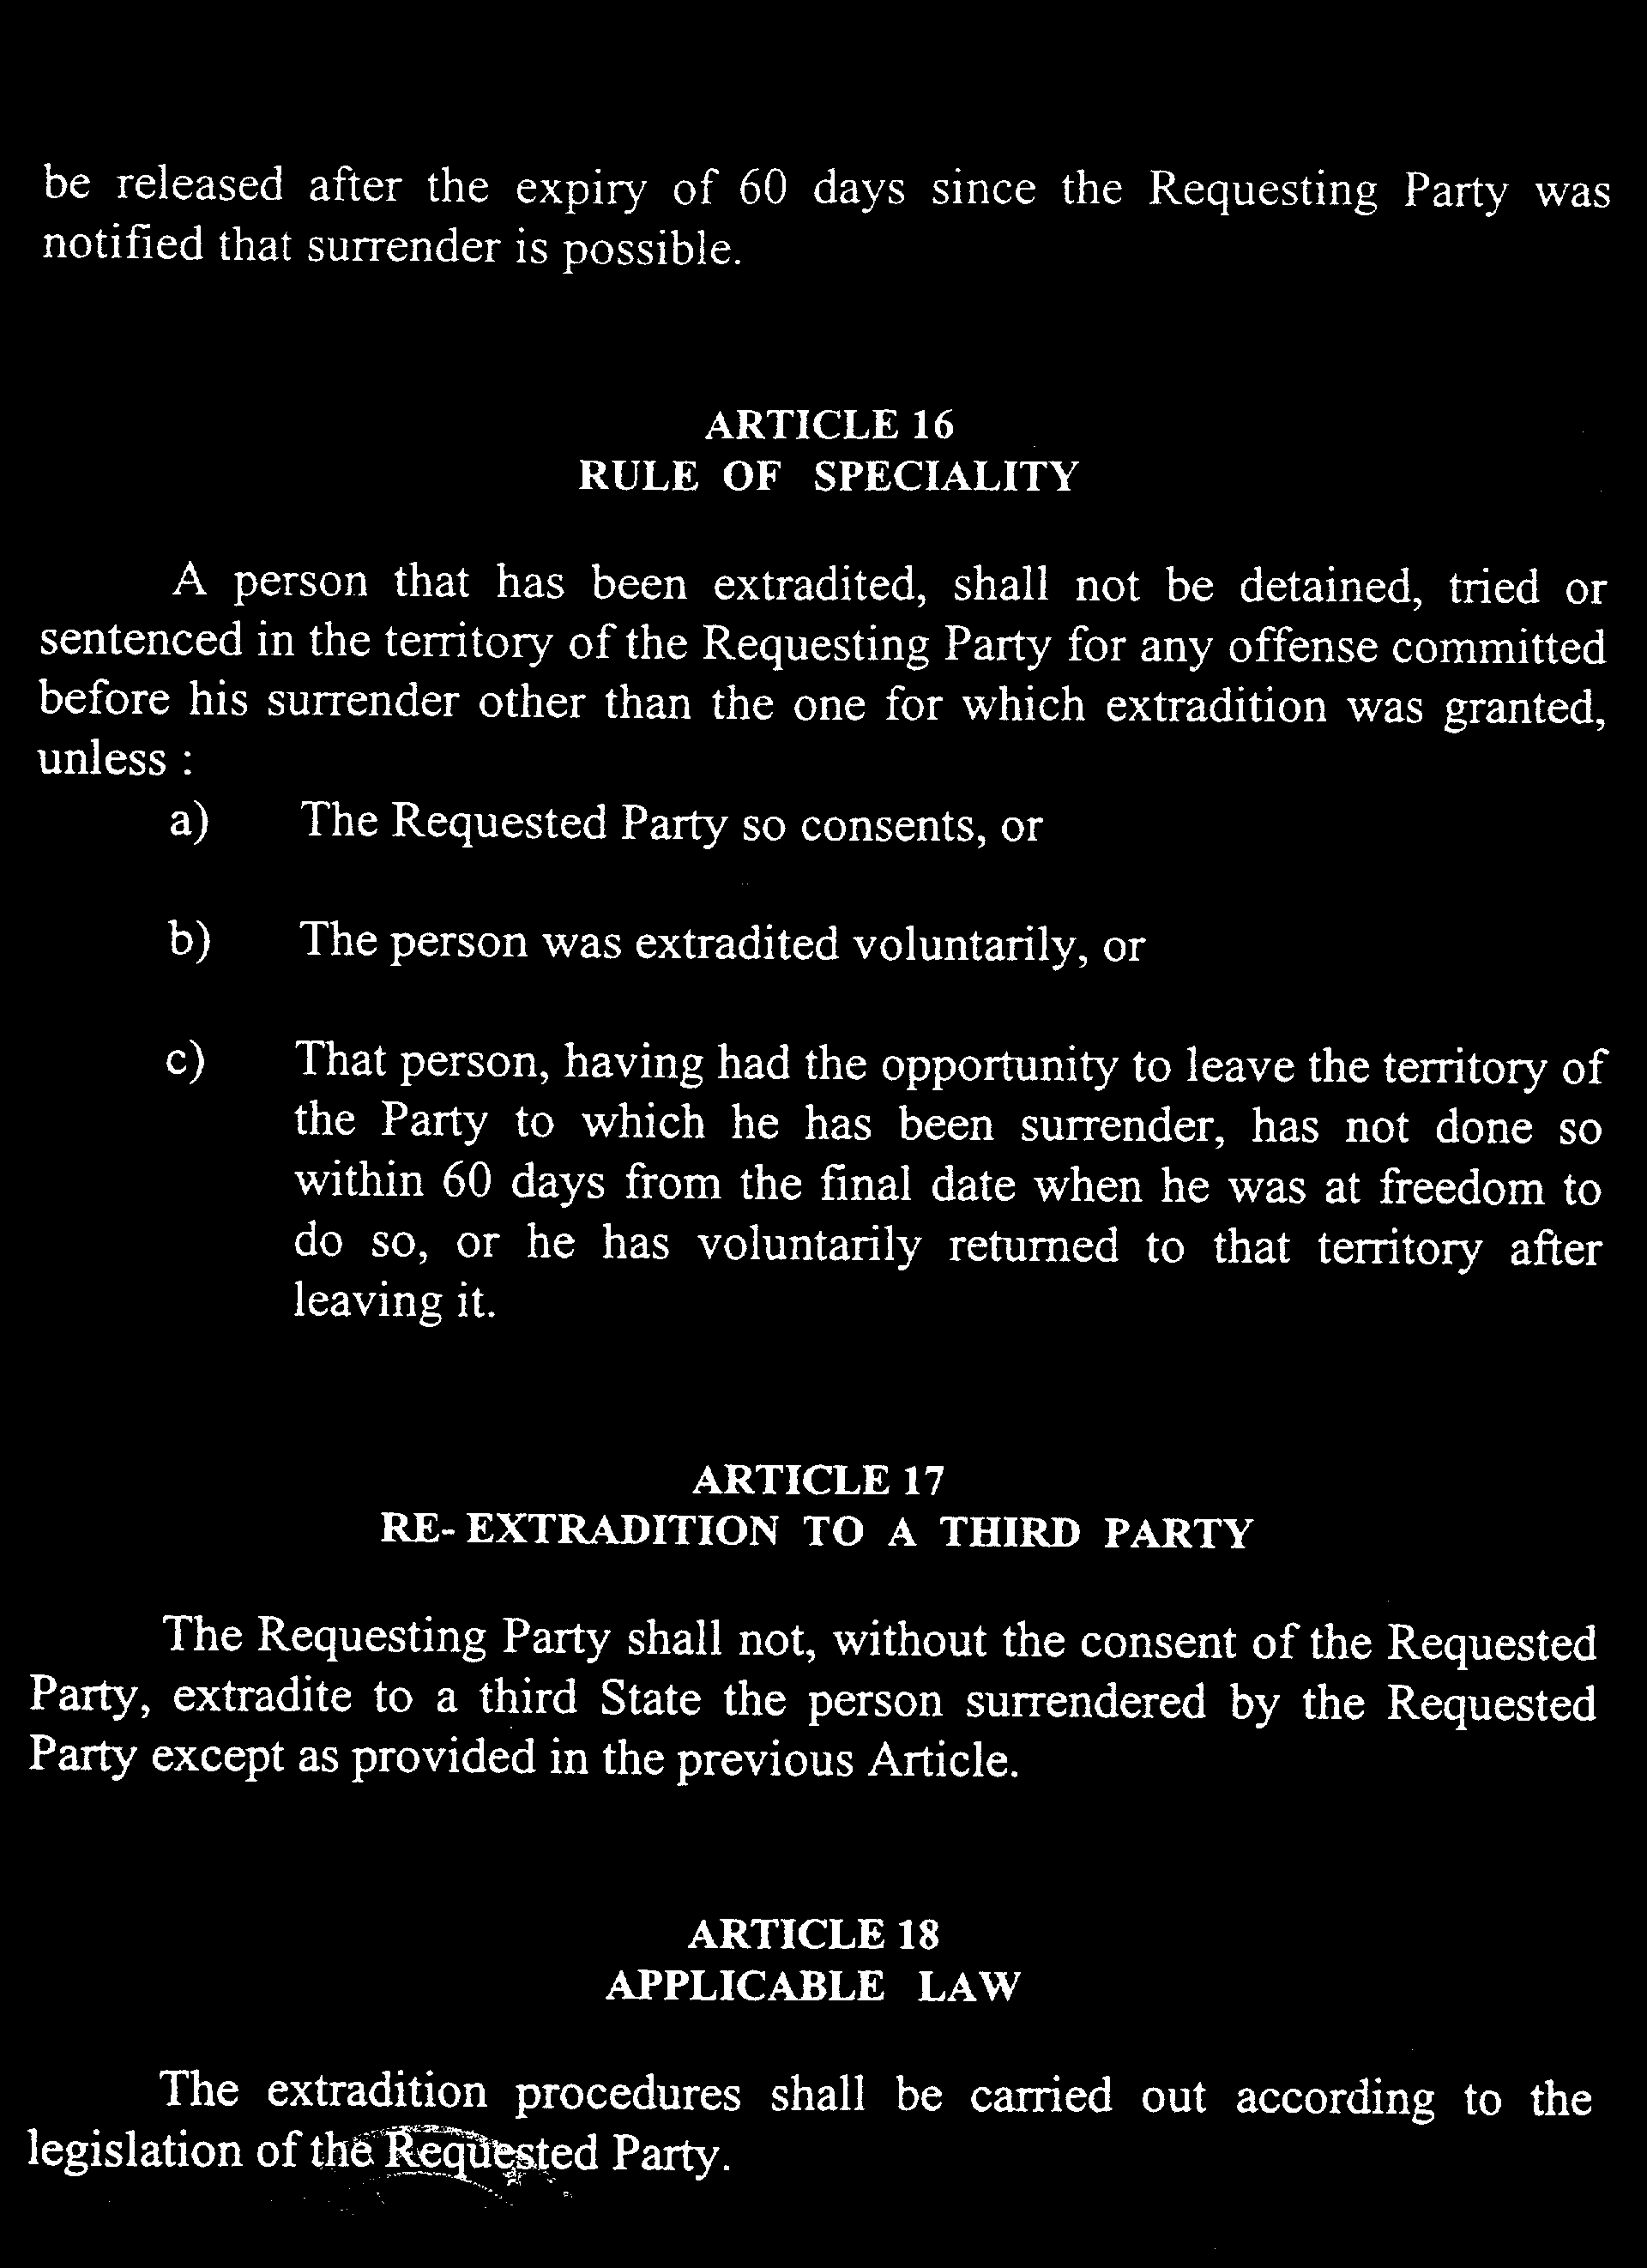 be released after the expiry of 60 days since the Requesting Party was
notified that surrender is possible.
ARTICLE 16
RULE OF SPECIALITY
A person that has been extradited, shall not be detained, tried or
sentenced in the territory of the Requesting Party for any offense committed
before his surrender other than the one for which extradition was granted,
unless :
a) The Requested Party so consents, or
b) The person was extradited voluntarily, or
c) That person, having had the opportunity to leave the territory of
the Party to which he has been surrender, has not done so
within 60 days from the final date when he was at freedom to
do so, or he has voluntarily returned to that territory after
leaving it.
ARTICLE 17
RE- EXTRADITION TO A THIRD PARTY
The Requesting Party shall not, without the consent of the Requested
Party, extradite to a third State the person surrendered by the Requested
Party except as provided in the previous Article.
ARTICLE 18
APPLICABLE LAW
The extradition procedures shall be carried out according to the
legislation of the Requested Party.